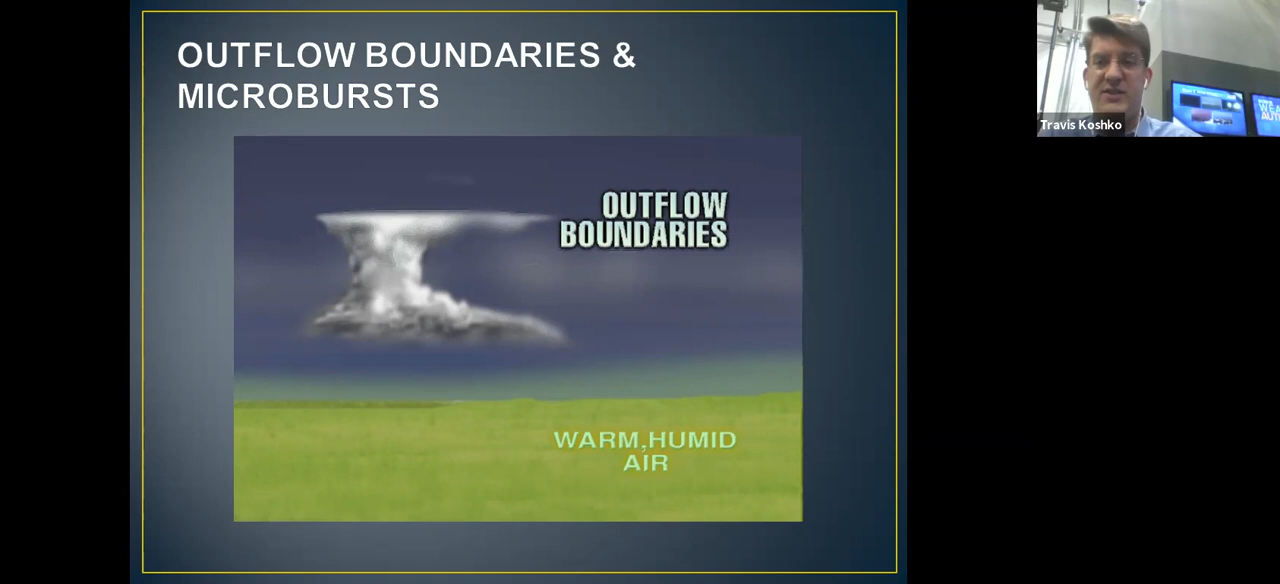 OUTFLOW BOUNDARIES &
MICROBURSTS
OUTFLOW
BOUNDARIES
WARM,HUMID
AIR
Travis Koshko